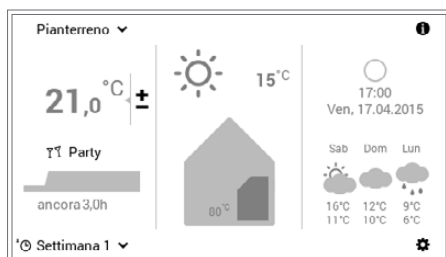 Pianterreno
21,0 °C ±
Party
ancora 3,0h
Settimana 1
15°C
80°C
17:00
Ven, 17.04.2015
Sab Dom Lun
16°C 12°C 9°C
11°C 10°C 6°C